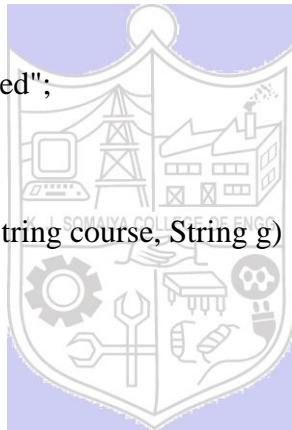 ed";
K. J. SOMAIYA COLLEGE OF ENGG.
tring course, String g)